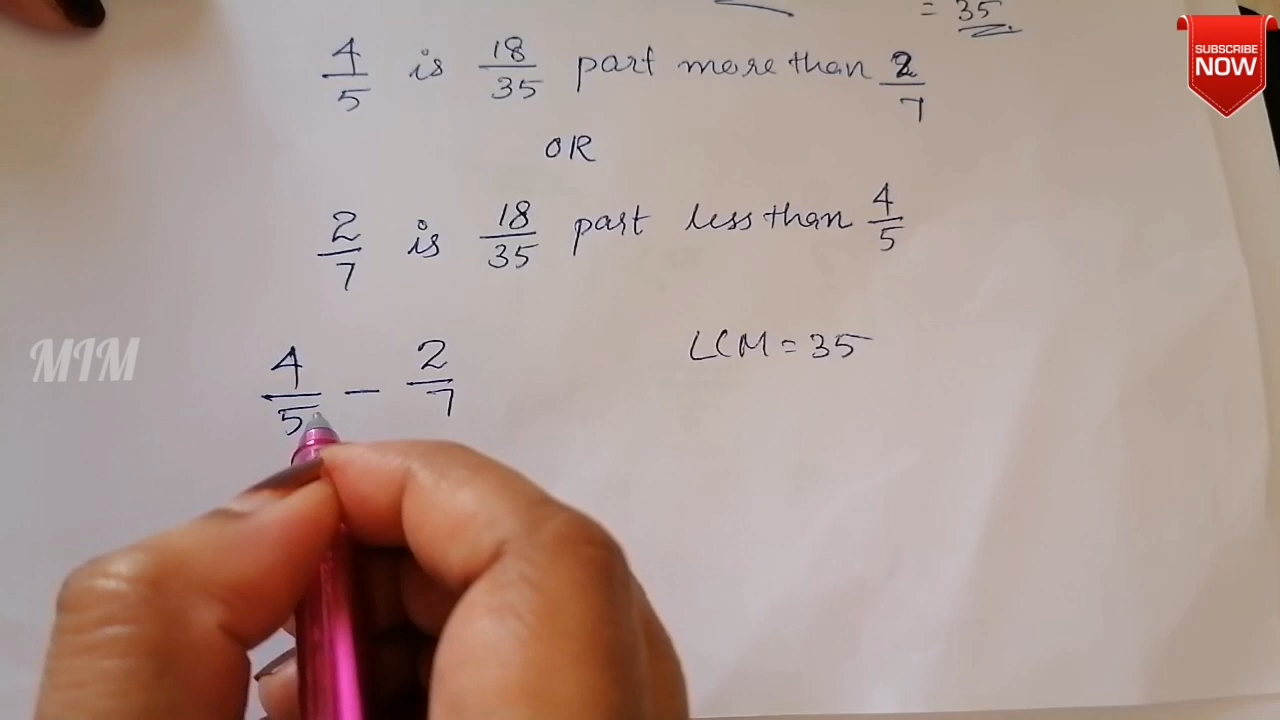 = 35
4/5 is 18/35 part more than 2/7
OR
2/7 is 18/35 part less than 4/5
LCM = 35
4/5 - 2/7
MIM
SUBSCRIBE
NOW